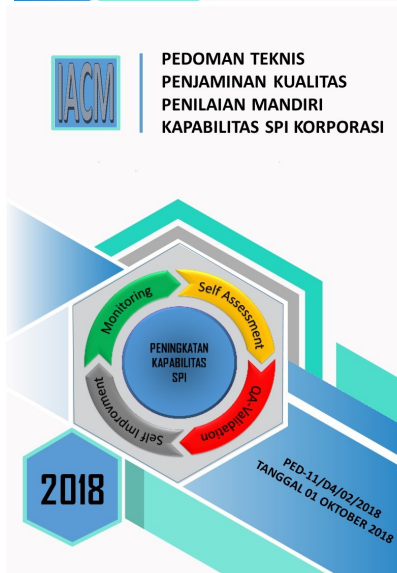 IACM
PEDOMAN TEKNIS
PENJAMINAN KUALITAS
PENILAIAN MANDIRI
KAPABILITAS SPI KORPORASI
Monitoring
Self Assessment
PENINGKATAN
KAPABILITAS
SPI
Self Improvment
QA-Validation
2018
PED-11/D4/02/2018
TANGGAL 01 OKTOBER 2018